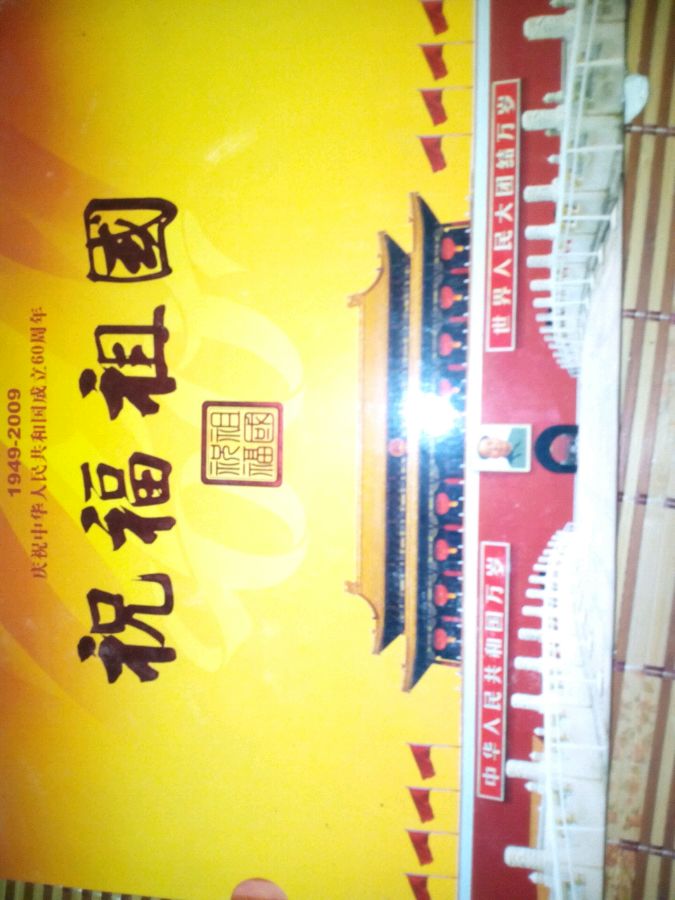 1949-2009
庆祝中华人民共和国成立60周年
祝福祖國
祝福祖國
中华人民共和国万岁
世界人民大团结万岁